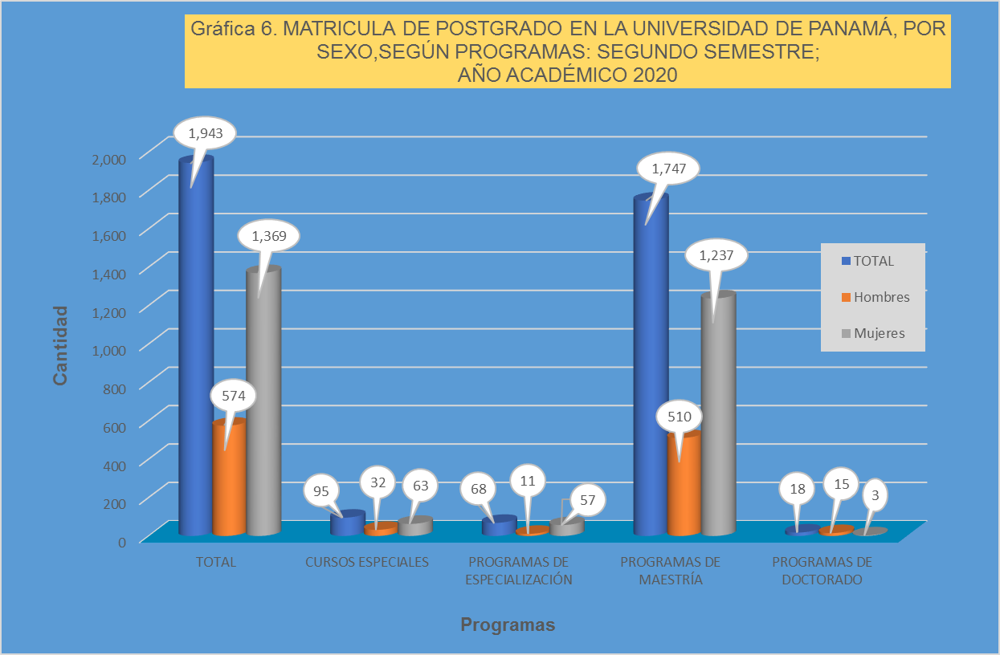 Gráfica 6. MATRICULA DE POSTGRADO EN LA UNIVERSIDAD DE PANAMÁ, POR
SEXO,SEGÚN PROGRAMAS: SEGUNDO SEMESTRE;
AÑO ACADÉMICO 2020
Cantidad
2,000
1,800
1,600
1,400
1,200
1,000
800
600
400
200
0
1,943
574
1,369
95
32
63
68
11
57
1,747
510
1,237
18
15
3
TOTAL
Hombres
Mujeres
TOTAL
CURSOS ESPECIALES
PROGRAMAS DE
ESPECIALIZACIÓN
PROGRAMAS DE
MAESTRÍA
PROGRAMAS DE
DOCTORADO
Programas